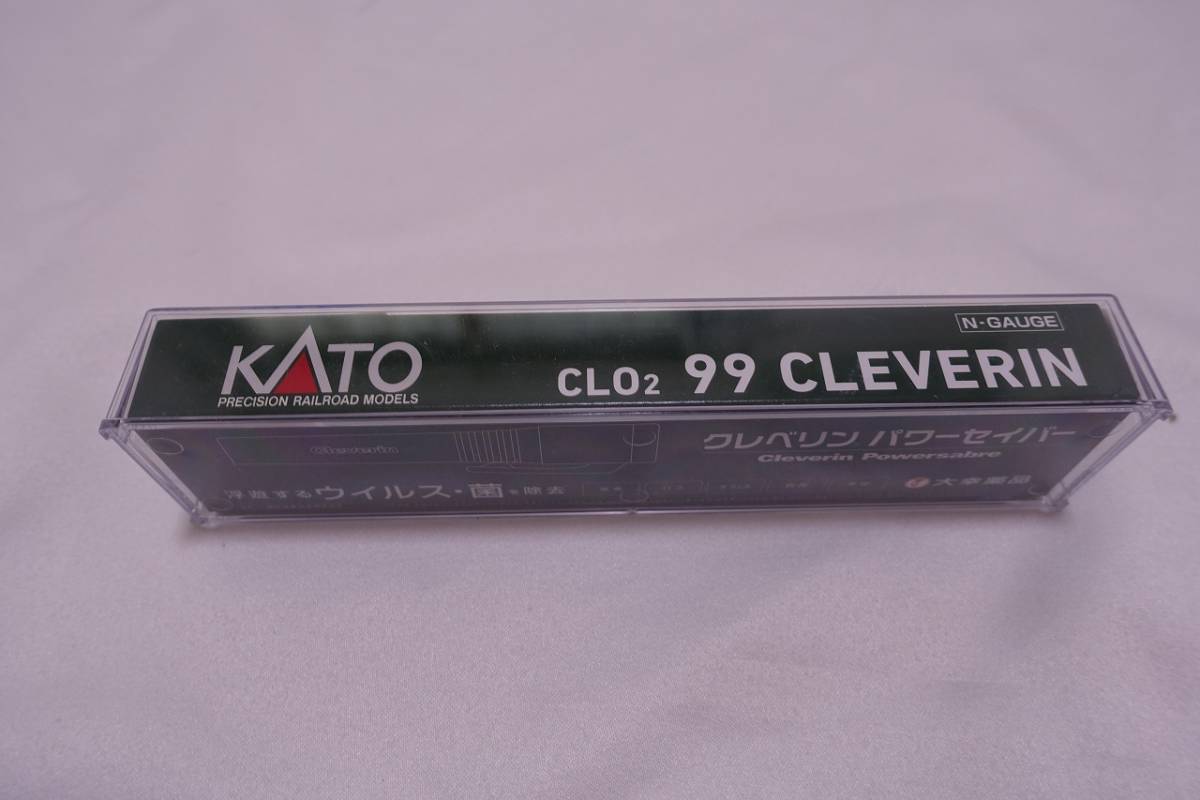 N-GAUGE
KATO
CLO₂ 99 CLEVERIN
PRECISION RAILROAD MODELS
クレベリン パワーセイバー
Cleverin
Cleverin Powersabre
浮遊するウイルス・菌を除去
大幸薬品